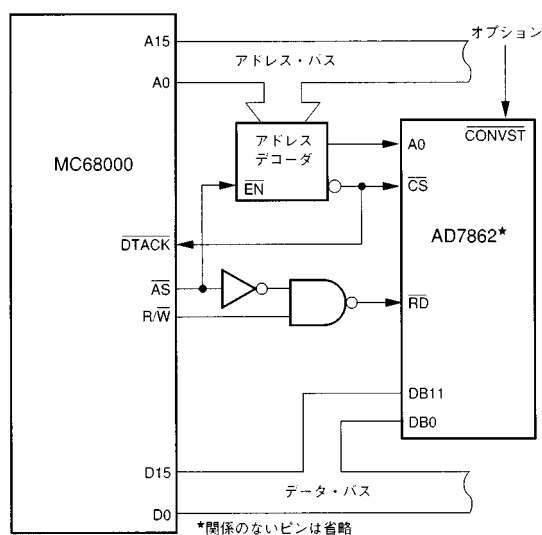 オプション
A15
アドレス・バス
A0
アドレス
デコーダ
EN
A0
CONVST
CS
MC68000
AD7862★
DTACK
AS
R/W
RD
DB11
DB0
D15
データ・バス
D0
★関係のないピンは省略